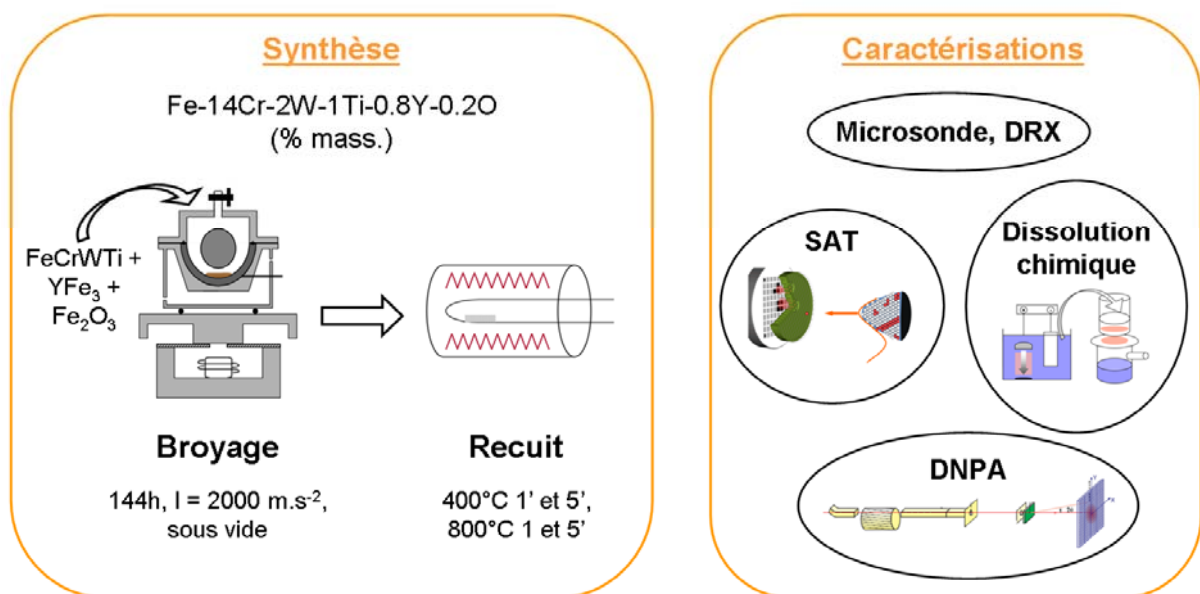 Synthèse
Fe-14Cr-2W-1Ti-0.8Y-0.2O
(% mass.)
FeCrWTi +
YFe₃ +
Fe₂O₃
Broyage
144h, I = 2000 m.s⁻²,
sous vide
Recuit
400°C 1’ et 5’,
800°C 1 et 5’
Caractérisations
Microsonde, DRX
SAT
Dissolution
chimique
DNPA